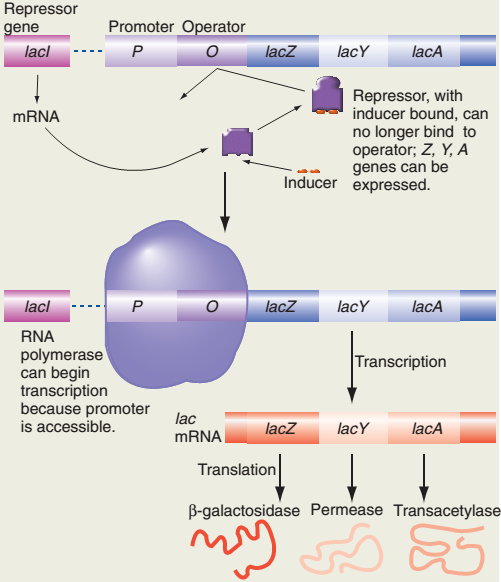 Repressor
gene
Promoter Operator
lacI P O lacZ lacY lacA
mRNA
Repressor, with
inducer bound, can
no longer bind to
operator; Z, Y, A
genes can be
expressed.
Inducer
lacI P O lacZ lacY lacA
RNA
polymerase
can begin
transcription
because promoter
is accessible.
Transcription
lac
mRNA
lacZ lacY lacA
Translation
β-galactosidase Permease Transacetylase